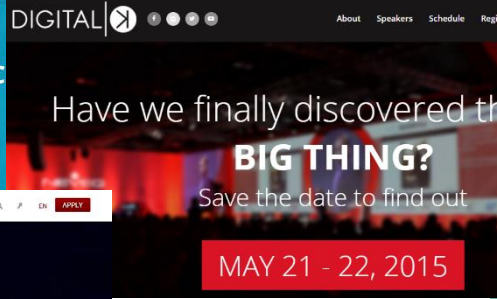 DIGITAL K
About Speakers Schedule Regi
Have we finally discovered th
BIG THING?
Save the date to find out
EN APPLY
MAY 21 - 22, 2015